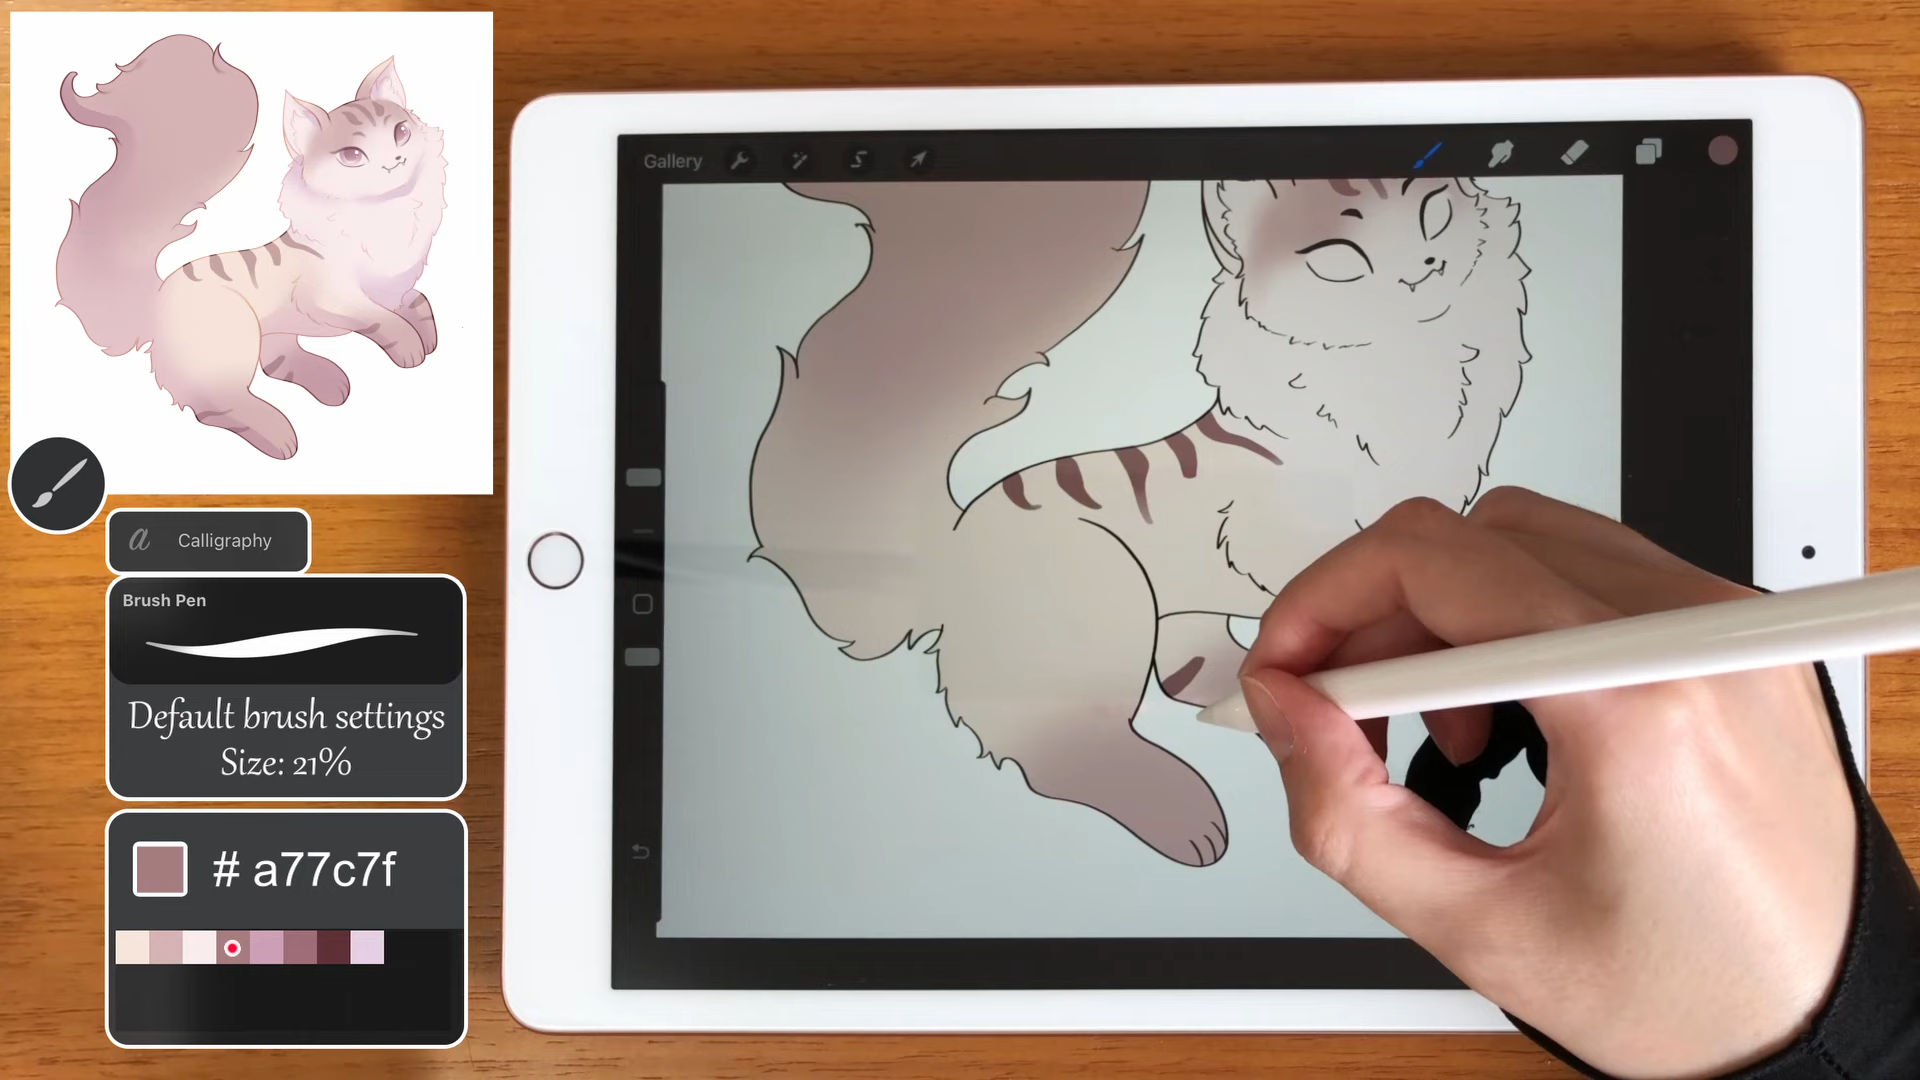 Gallery
a Calligraphy
Brush Pen
Default brush settings
Size: 21%
# a77c7f